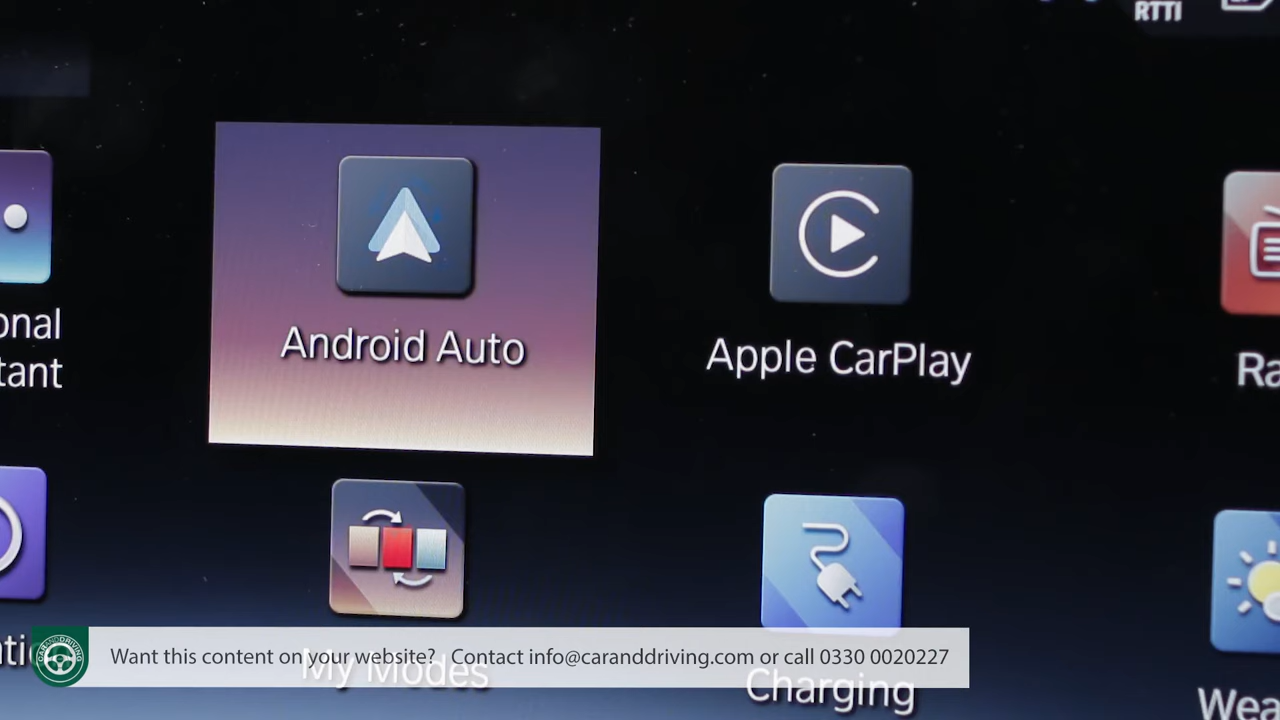 RTTI
Android Auto
Apple CarPlay
onal
tant
Ra
My Modes
Charging
Wea
CARANDDRIVING
Want this content on your website? Contact info@caranddriving.com or call 0330 0020227